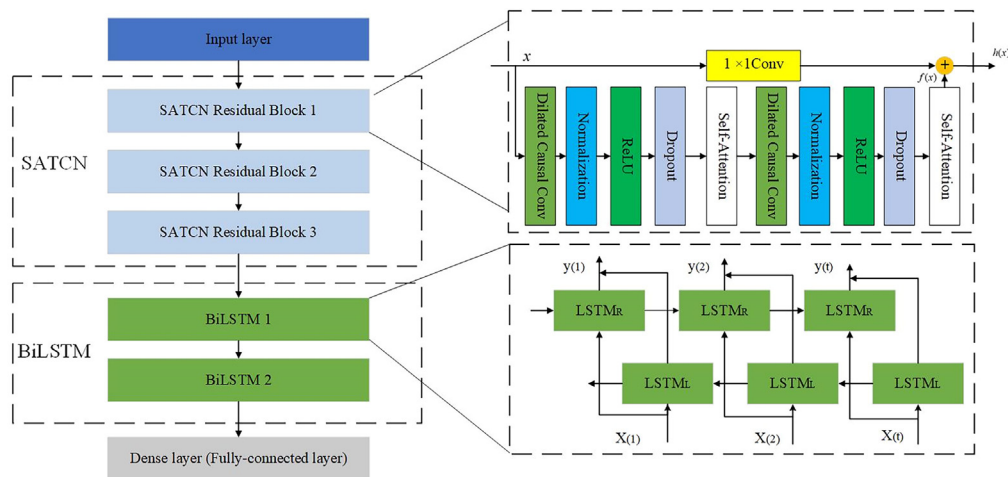 Input layer
SATCN
SATCN Residual Block 1
SATCN Residual Block 2
SATCN Residual Block 3
BiLSTM
BiLSTM 1
BiLSTM 2
Dense layer (Fully-connected layer)
x
1 ×1Conv
+
h(x)
f(x)
Dilated Causal Conv
Normalization
ReLU
Dropout
Self-Attention
Dilated Causal Conv
Normalization
ReLU
Dropout
Self-Attention
y(1)
y(2)
y(t)
LSTMR
LSTMR
LSTMR
LSTML
LSTML
LSTML
X(1)
X(2)
X(t)